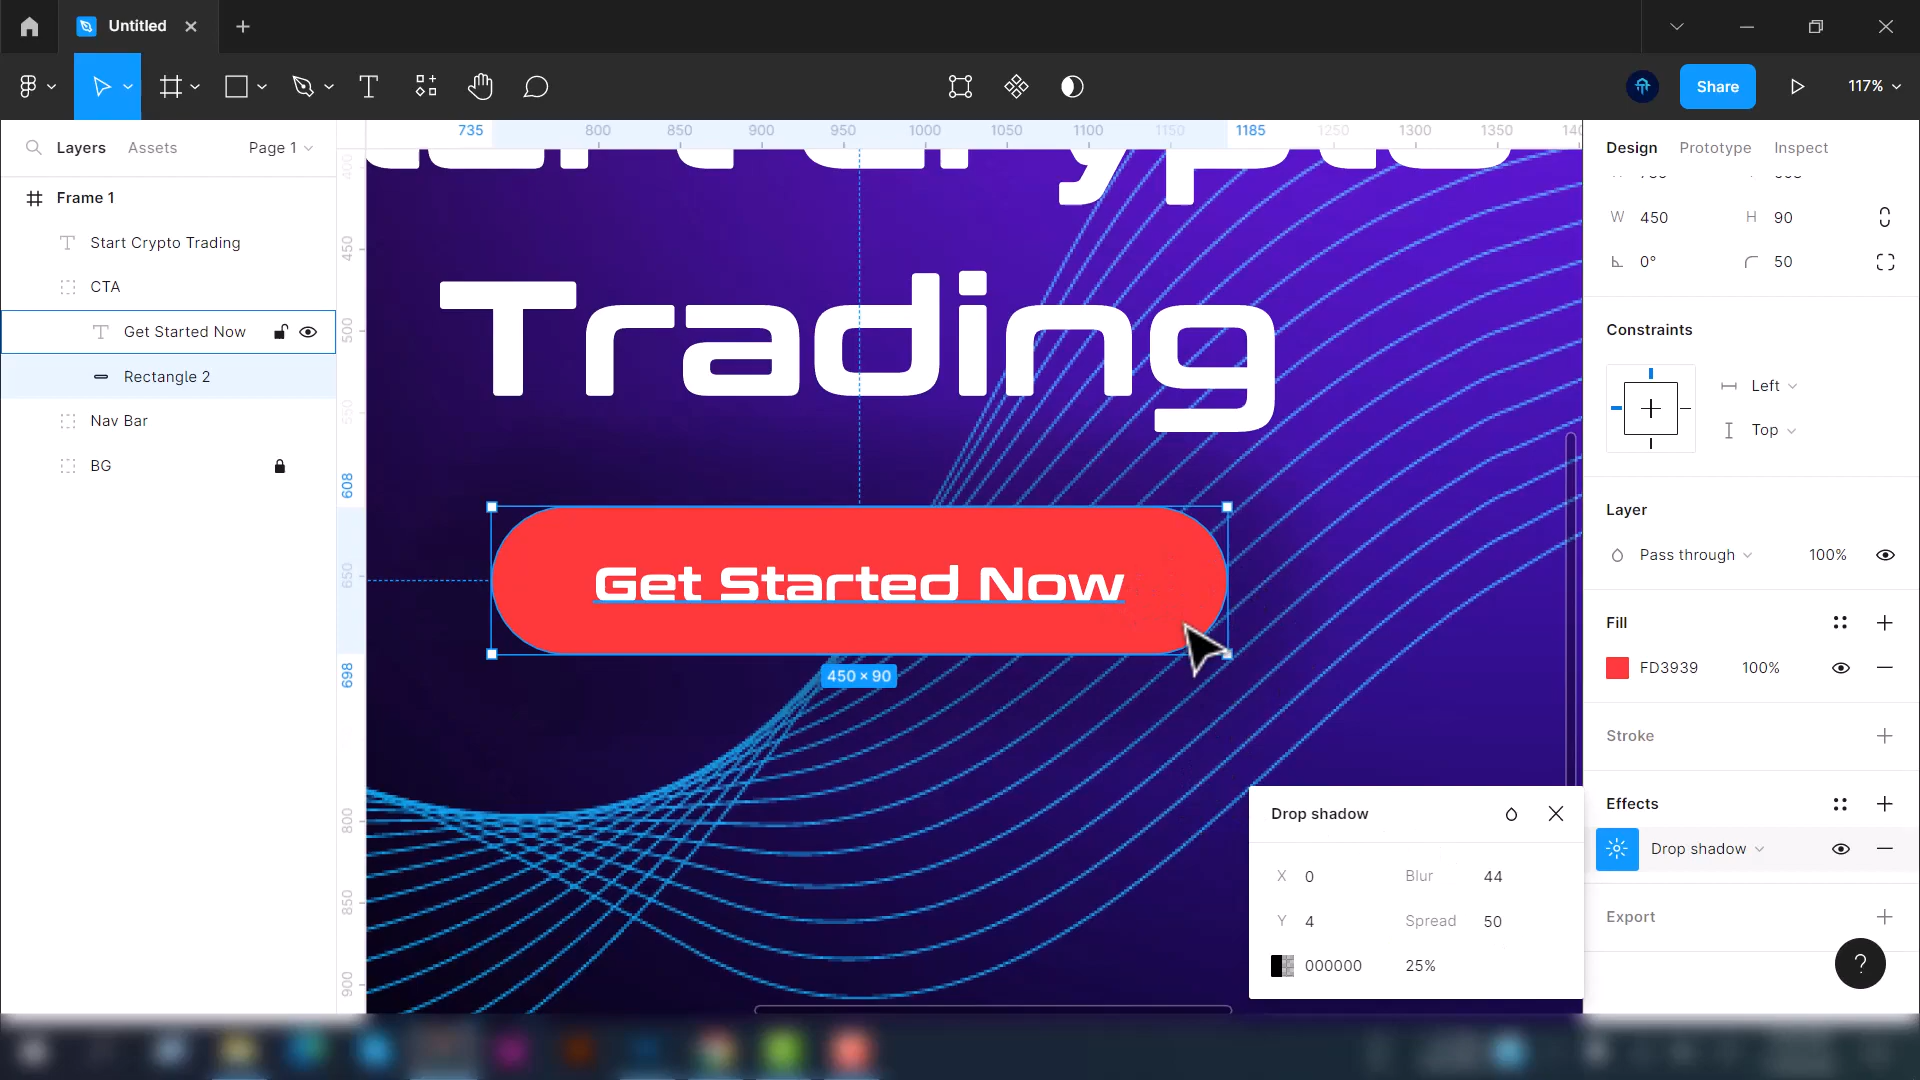 Untitled
Share
117%
Layers
Assets
Page 1
Frame 1
Start Crypto Trading
CTA
Get Started Now
Rectangle 2
Nav Bar
BG
735
800
850
900
950
1000
1050
1100
1150
1185
1250
1300
1350
400
450
500
550
608
650
698
800
850
900
Trading
Get Started Now
450 × 90
Drop shadow
X 0 Blur 44
Y 4 Spread 50
000000 25%
Design
Prototype
Inspect
W 450 H 90
0° 50
Constraints
Left
Top
Layer
Pass through 100%
Fill
FD3939 100%
Stroke
Effects
Drop shadow
Export
?